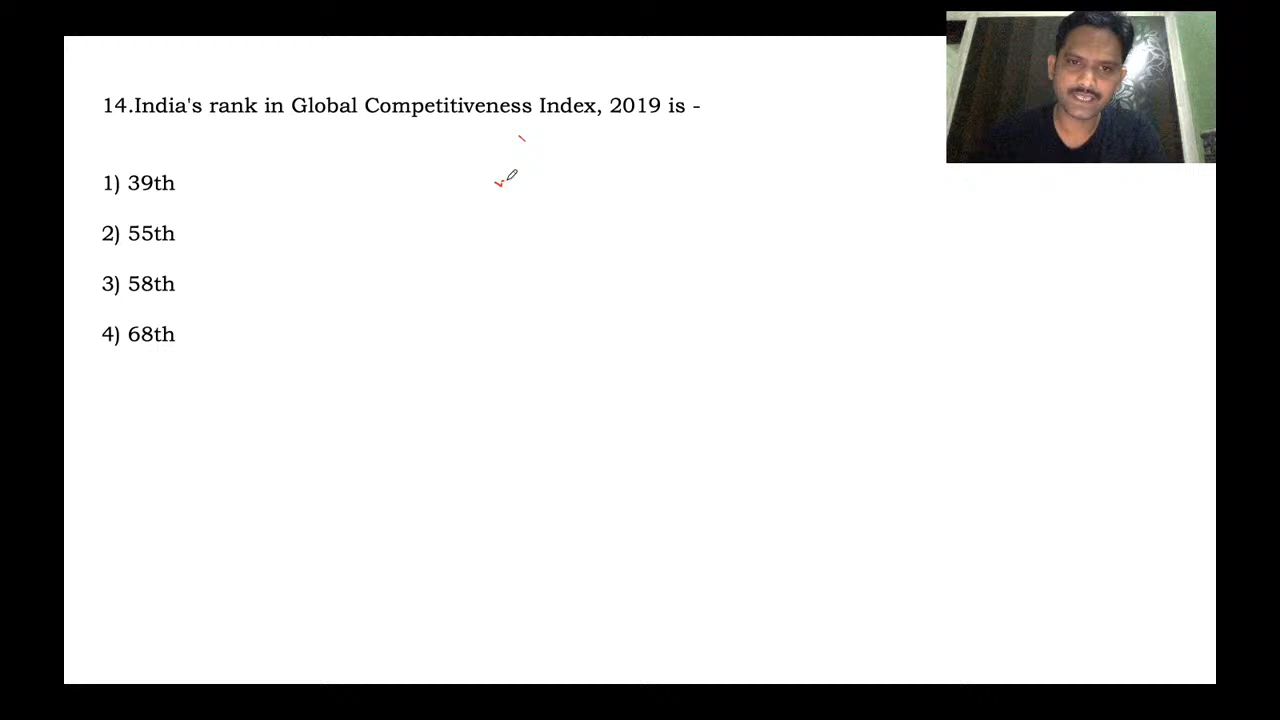 14.India's rank in Global Competitiveness Index, 2019 is -
1) 39th
2) 55th
3) 58th
4) 68th